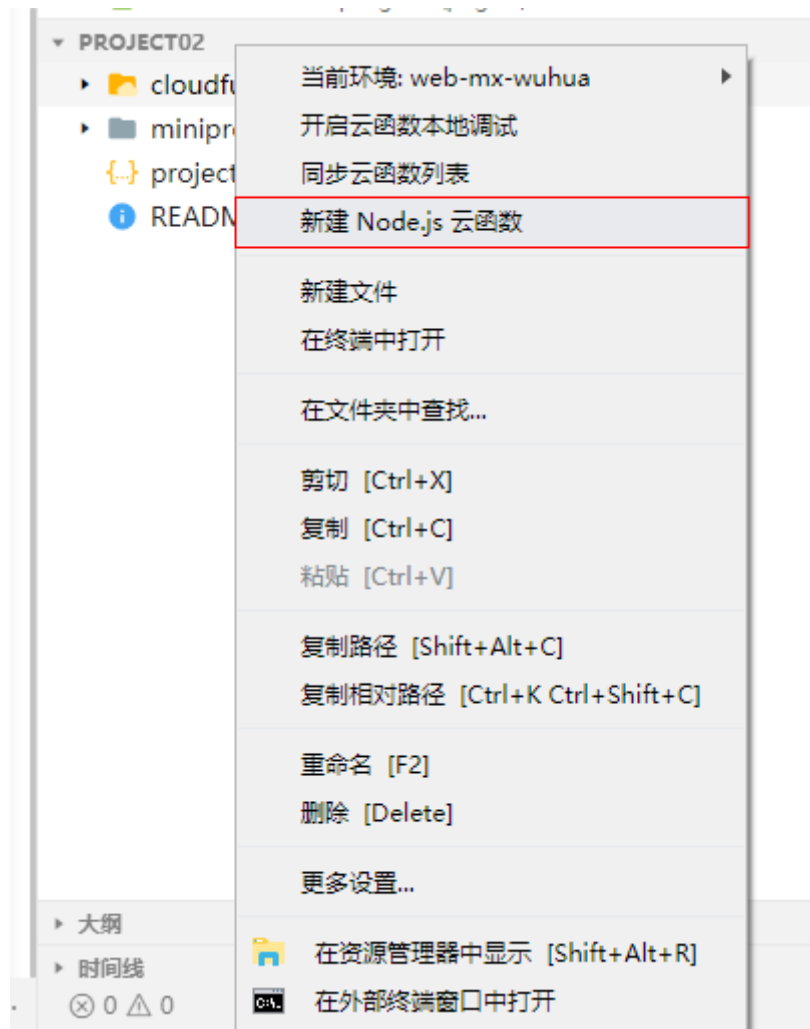 PROJECT02
cloudfu
当前环境: web-mx-wuhua
minipr
开启云函数本地调试
{..} project
同步云函数列表
READM
新建 Node.js 云函数
新建文件
在终端中打开
在文件夹中查找...
剪切 [Ctrl+X]
复制 [Ctrl+C]
粘贴 [Ctrl+V]
复制路径 [Shift+Alt+C]
复制相对路径 [Ctrl+K Ctrl+Shift+C]
重命名 [F2]
删除 [Delete]
更多设置...
大纲
在资源管理器中显示 [Shift+Alt+R]
时间线
0 0
在外部终端窗口中打开